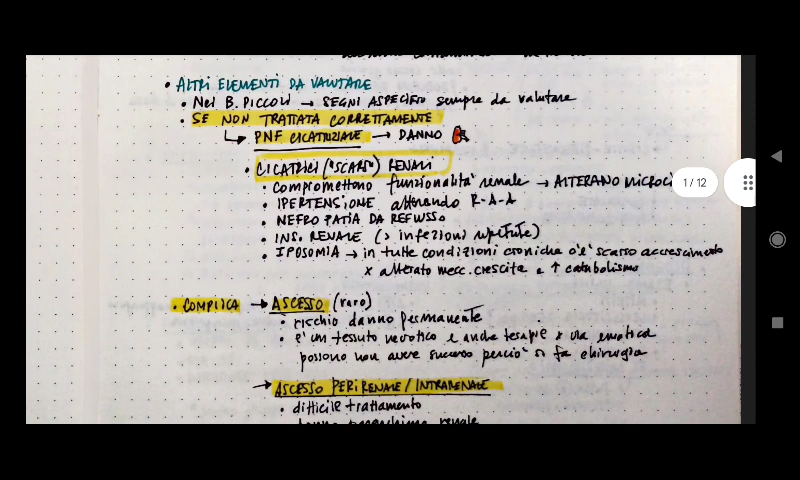 • ALTRI ELEMENTI DA VALUTARE
• Nei B. PICCOLI → SEGNI ASPECIFICI sempre da valutare
• SE NON TRATTATA CORRETTAMENTE
↳ PNF CICATRIZIALE → DANNO
• CICATRICI ("SCARS") RENALI
• compromettono funzionalità renale → ALTERANO MICROCI
1 / 12
• IPERTENSIONE alterando R-A-A
• NEFROPATIA DA REFLUSSO
• INS. RENALE (> infezioni ripetute)
• IPOSOMIA → in tutte condizioni croniche c'è scarso accrescimento
x alterato mecc. crescita e ↑ catabolismo
• COMPLICA → ASCESSO (raro)
• rischio danno permanente
• è un tessuto necrotico e anche terapie x via ematica
possono non avere successo perciò si fa chirurgia
→ ASCESSO PERIRENALE / INTRARENALE
• difficile trattamento